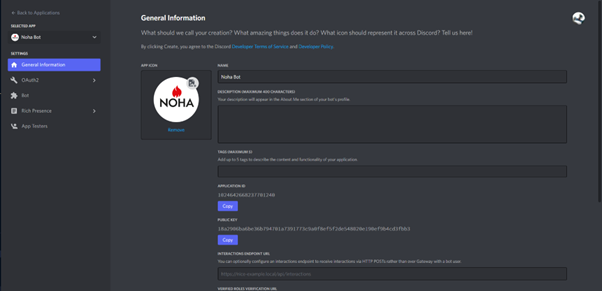 ← Back to Applications
SELECTED APP
Noha Bot
SETTINGS
General Information
OAuth2
Bot
Rich Presence
App Testers
General Information
What should we call your creation? What amazing things does it do? What icon should represent it across Discord? Tell us here!
By clicking Create, you agree to the Discord Developer Terms of Service and Developer Policy.
APP ICON
NOHA
Remove
NAME
Noha Bot
DESCRIPTION (MAXIMUM 400 CHARACTERS)
Your description will appear in the About Me section of your bot's profile.
TAGS (MAXIMUM 5)
Add up to 5 tags to describe the content and functionality of your application.
APPLICATION ID
Copy
PUBLIC KEY
Copy
INTERACTIONS ENDPOINT URL
You can optionally configure an interactions endpoint to receive interactions via HTTP POSTs rather than over Gateway with a bot user.
https://nice.example.local/api/interactions
VERIFIED ROLES VERIFICATION URL